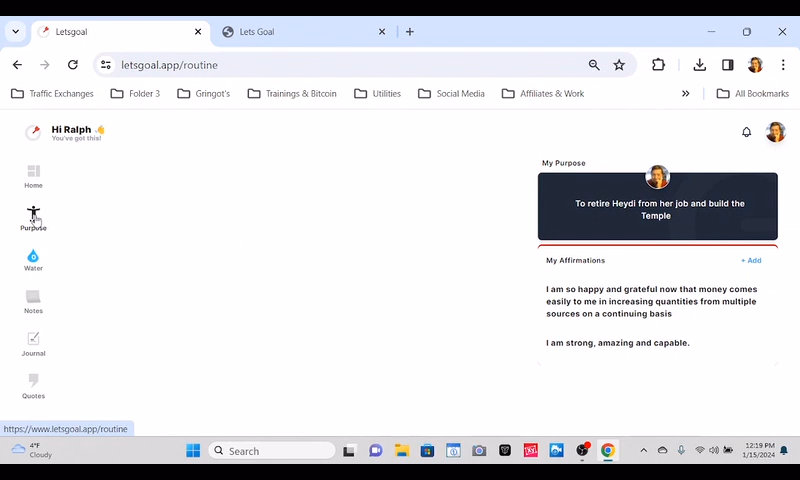 Letsgoal
Lets Goal
letsgoal.app/routine
Traffic Exchanges
Folder 3
Gringot's
Trainings & Bitcoin
Utilities
Social Media
Affiliates & Work
All Bookmarks
Hi Ralph
You've got this!
Home
Purpose
Water
Notes
Journal
Quotes
My Purpose
To retire Heydi from her job and build the
Temple
My Affirmations
+ Add
I am so happy and grateful now that money comes
easily to me in increasing quantities from multiple
sources on a continuing basis
I am strong, amazing and capable.
https://www.letsgoal.app/routine
4°F
Cloudy
Search
12:19 PM
1/15/2024